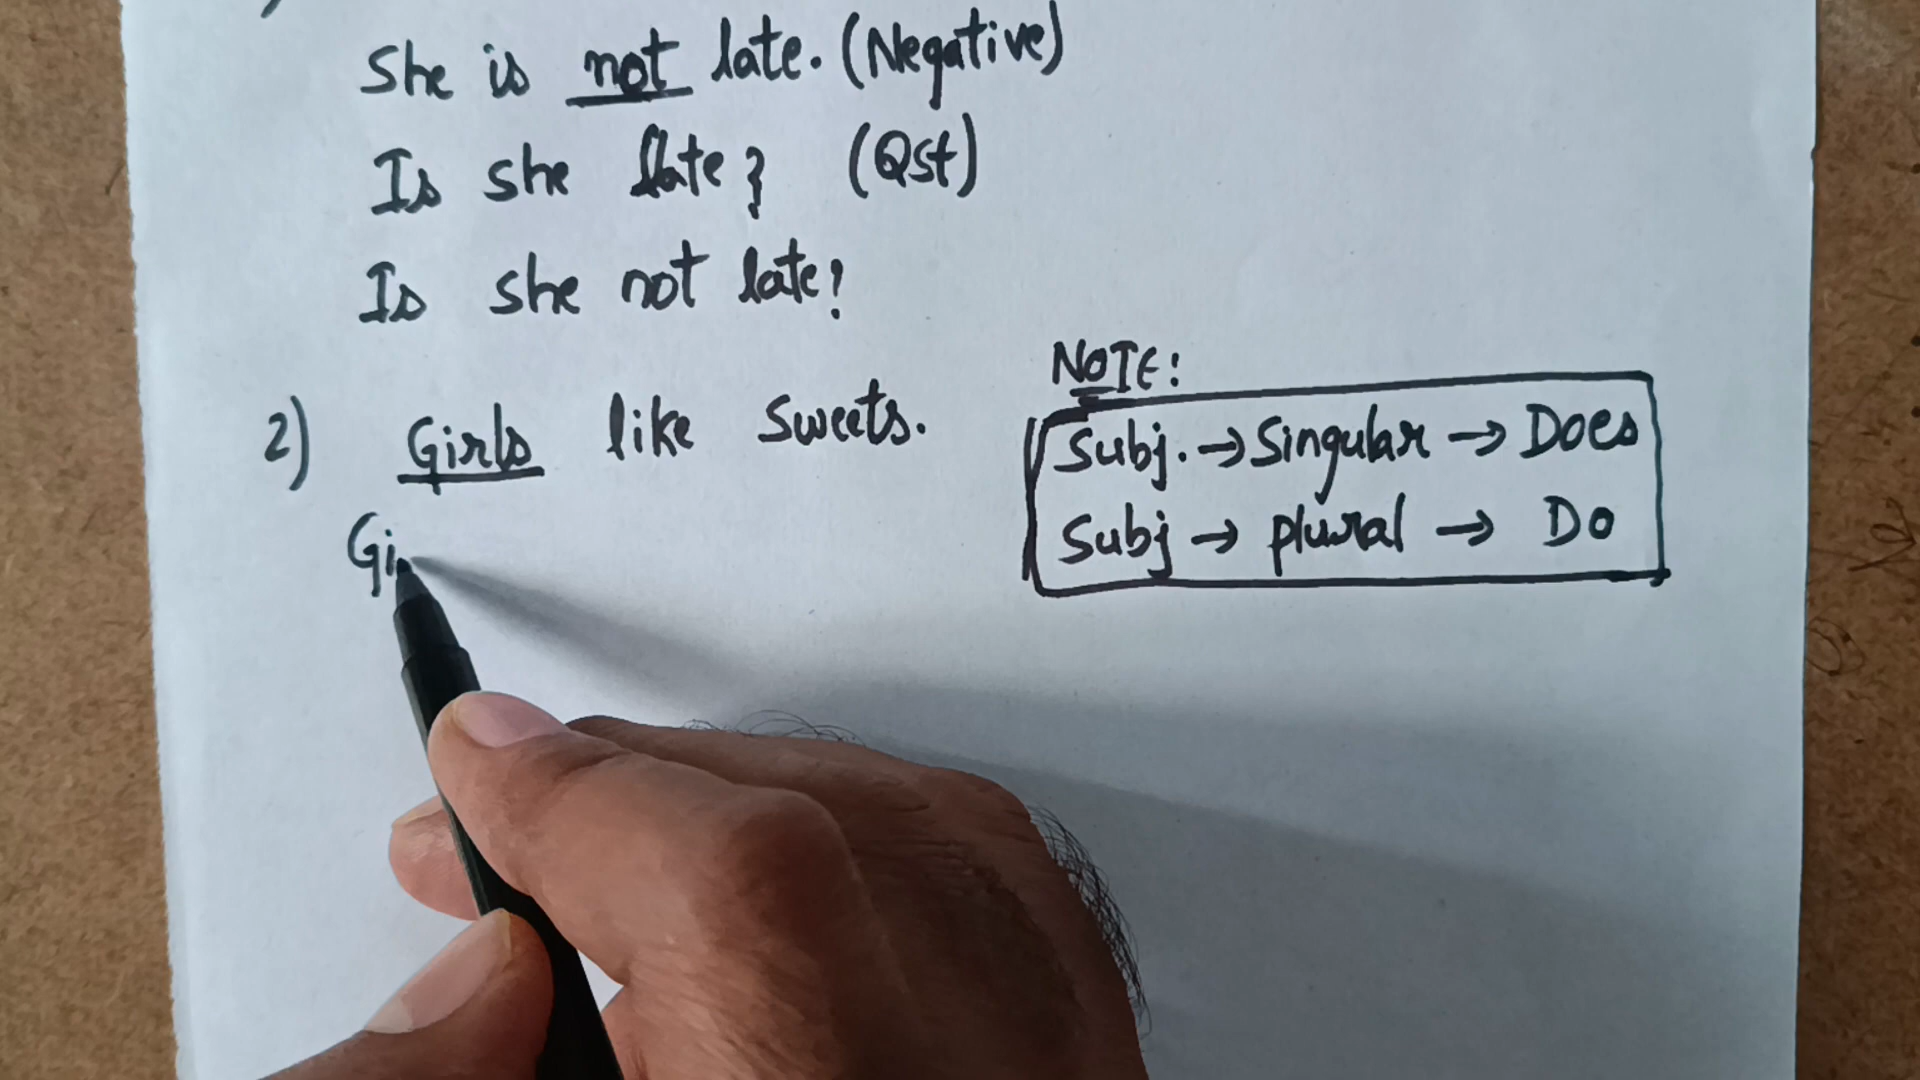 She is not late. (Negative)
Is she late? (Qst)
Is she not late?
2) Girls like sweets.
Gi
NOTE:
Subj. → Singular → Does
Subj → plural → Do